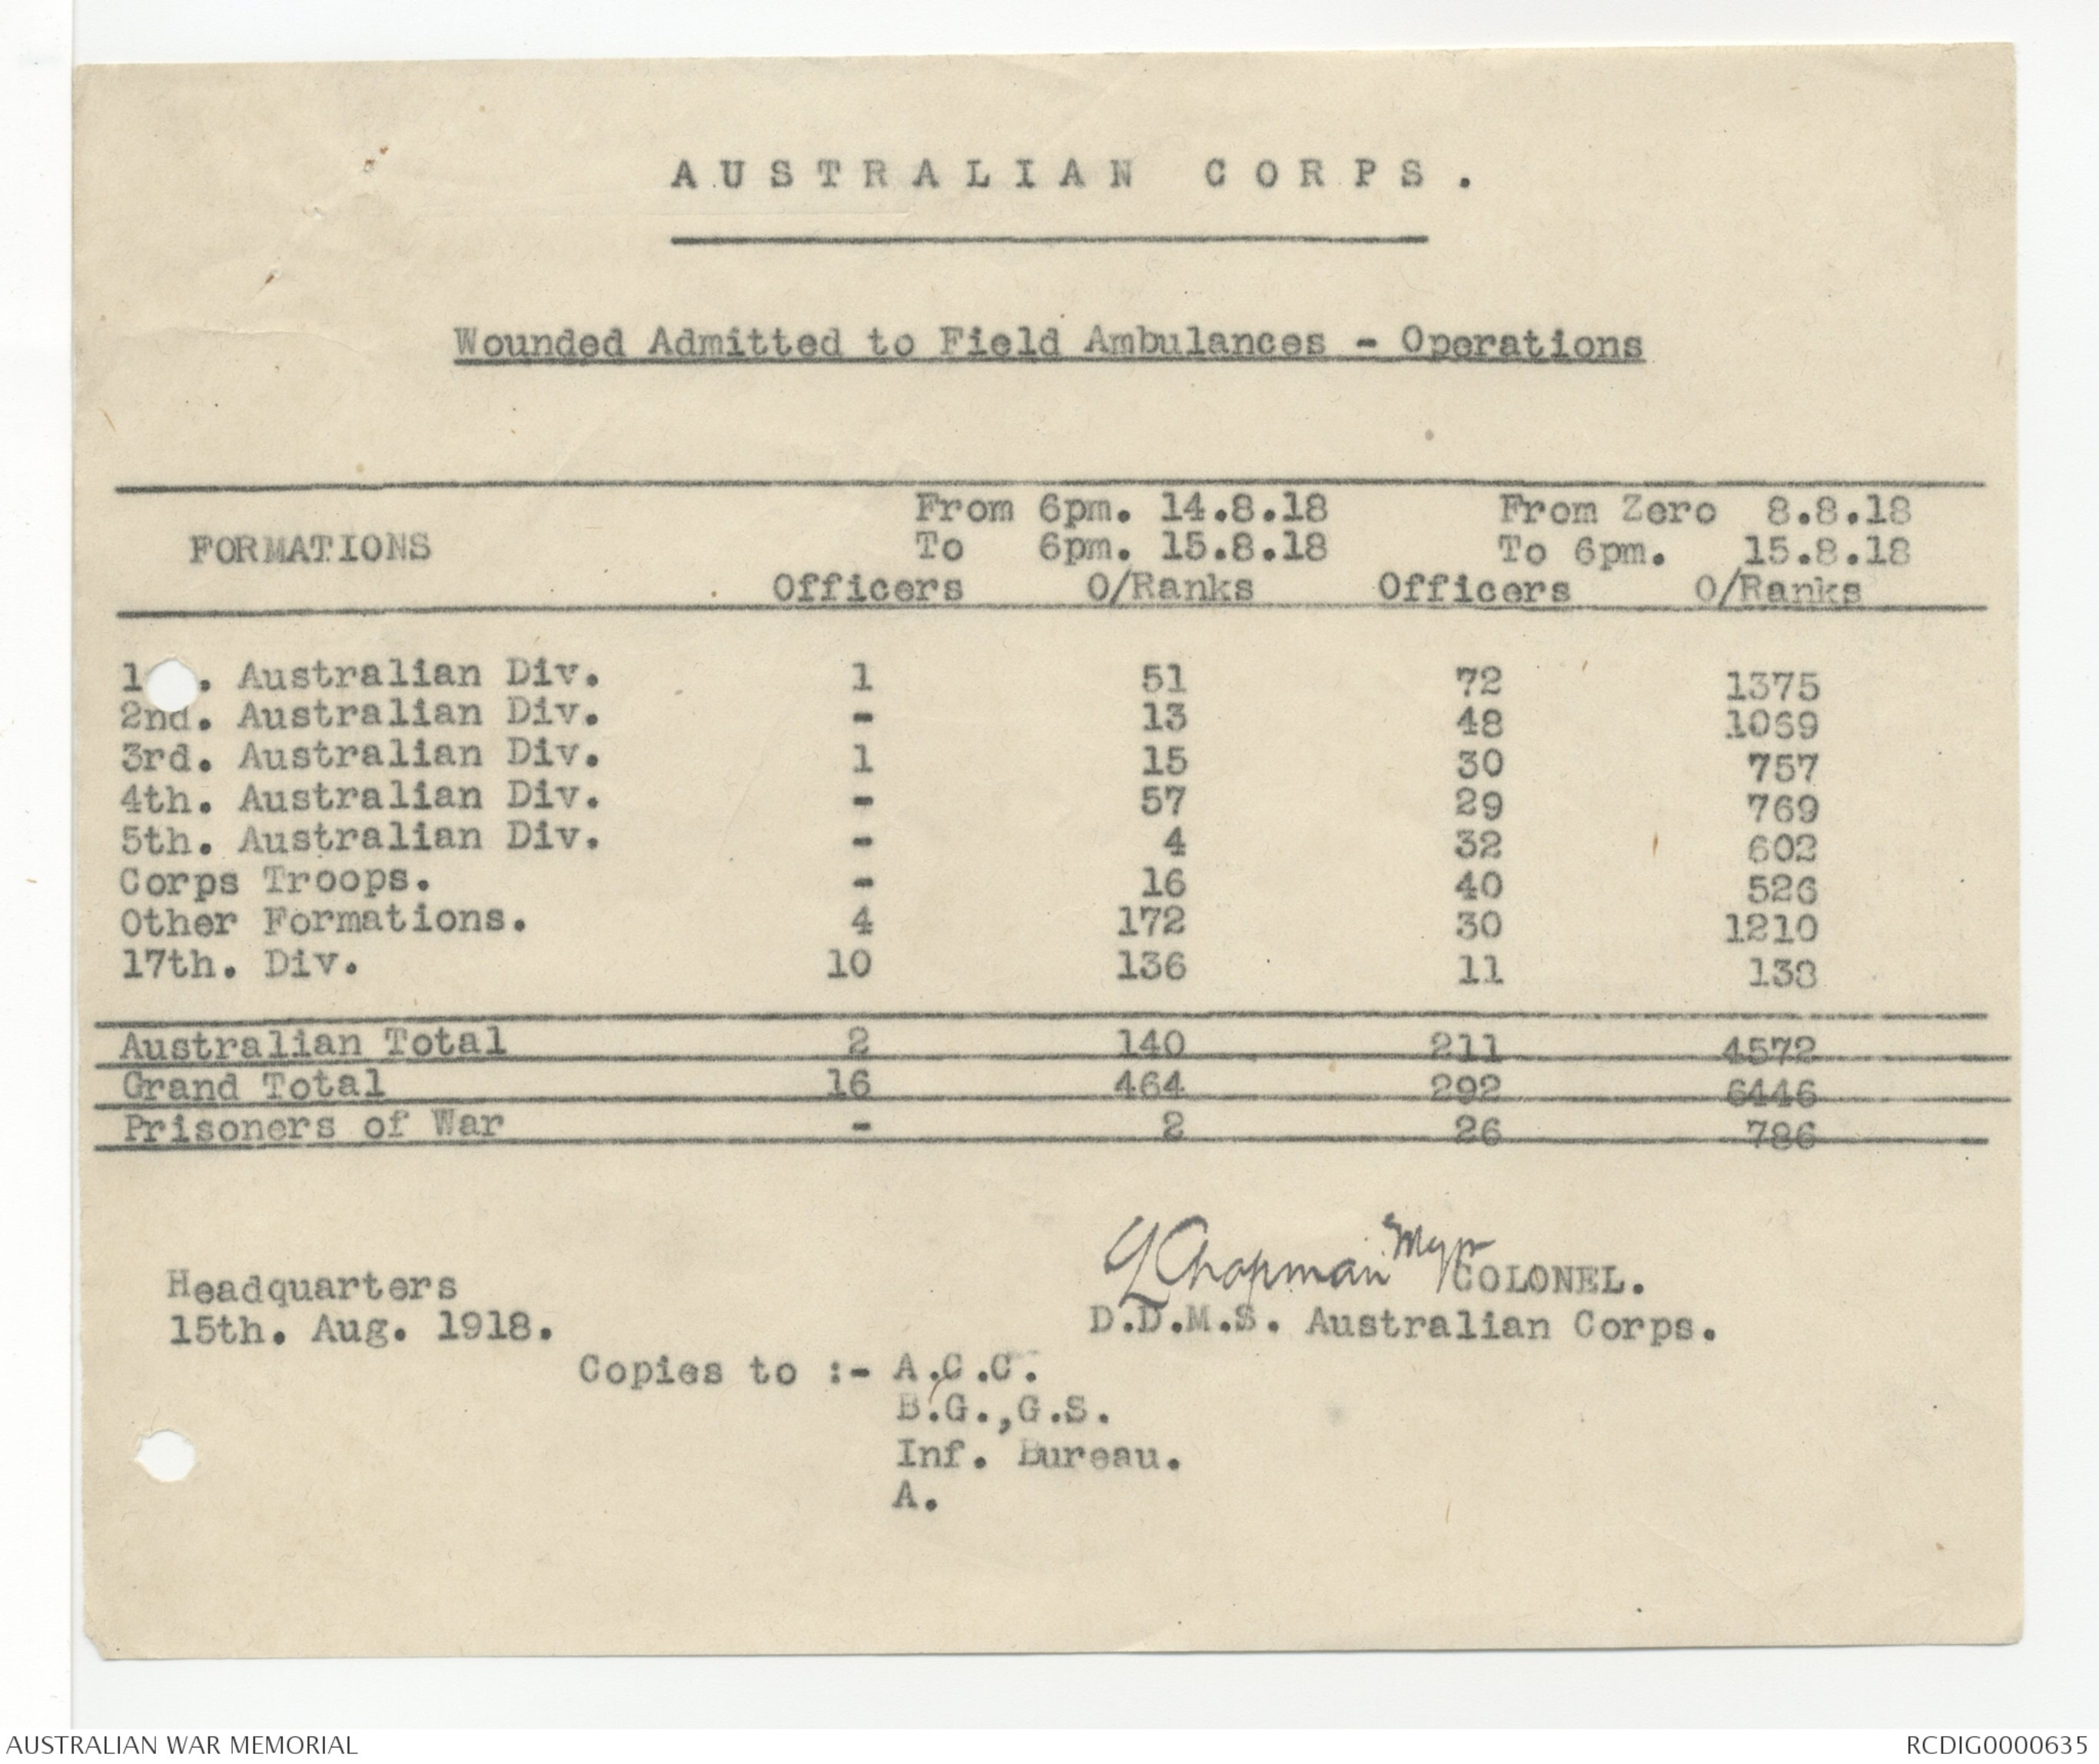 AUSTRALIAN CORPS.
Wounded Admitted to Field Ambulances - Operations
From 6pm. 14.8.18 From Zero 8.8.18
FORMATIONS To 6pm. 15.8.18 To 6pm. 15.8.18
Officers O/Ranks Officers O/Ranks
1 . Australian Div. 1 51 72 1375
2nd. Australian Div. - 13 48 1069
3rd. Australian Div. 1 15 30 757
4th. Australian Div. - 57 29 769
5th. Australian Div. - 4 32 602
Corps Troops. - 16 40 526
Other Formations. 4 172 30 1210
17th. Div. 10 136 11 138
Australian Total 2 140 211 4572
Grand Total 16 464 292 6446
Prisoners of War - 2 26 786
Chapman
Headquarters COLONEL.
15th. Aug. 1918. D.D.M.S. Australian Corps.
Copies to :- A.C.C.
B.G.,G.S.
Inf. Bureau.
A.
AUSTRALIAN WAR MEMORIAL RCDIG0000635